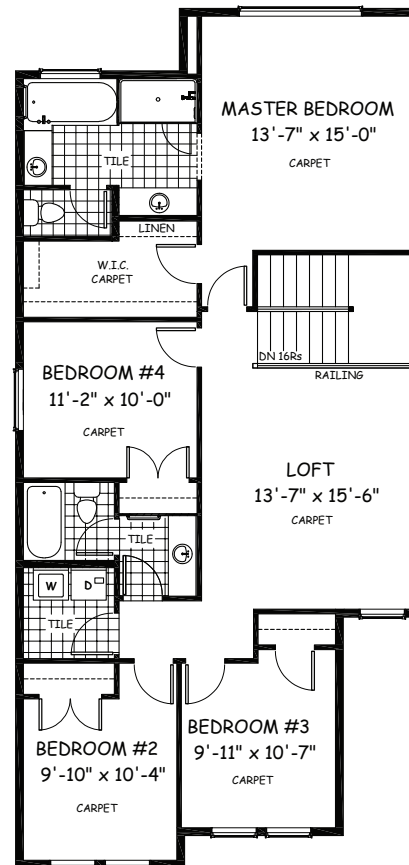 MASTER BEDROOM
13'-7" x 15'-0"
CARPET
TILE
LINEN
W.I.C.
CARPET
DN 16Rs
RAILING
BEDROOM #4
11'-2" x 10'-0"
CARPET
LOFT
13'-7" x 15'-6"
CARPET
TILE
W
D
TILE
BEDROOM #2
9'-10" x 10'-4"
CARPET
BEDROOM #3
9'-11" x 10'-7"
CARPET